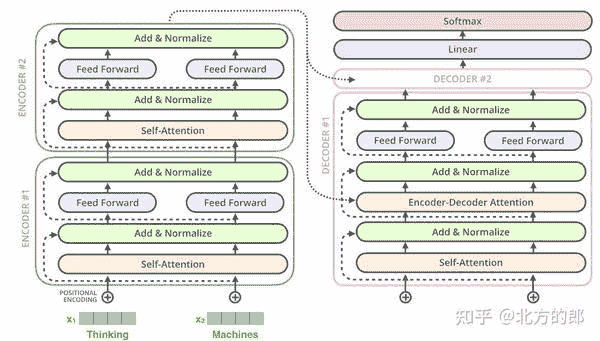 ENCODER #2
Add & Normalize
Feed Forward
Feed Forward
Add & Normalize
Self-Attention
ENCODER #1
Add & Normalize
Feed Forward
Feed Forward
Add & Normalize
Self-Attention
POSITIONAL
ENCODING
x₁
x₂
Thinking
Machines
Softmax
Linear
DECODER #2
DECODER #1
Add & Normalize
Feed Forward
Feed Forward
Add & Normalize
Encoder-Decoder Attention
Add & Normalize
Self-Attention
知乎 @北方的郎